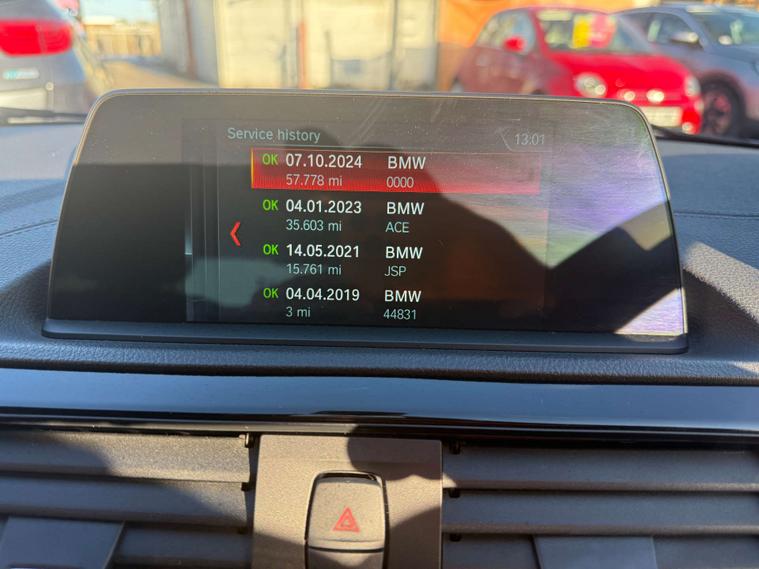 Service history
13:01
OK 07.10.2024 BMW
57.778 mi 0000
OK 04.01.2023 BMW
35.603 mi ACE
OK 14.05.2021 BMW
15.761 mi JSP
OK 04.04.2019 BMW
3 mi 44831